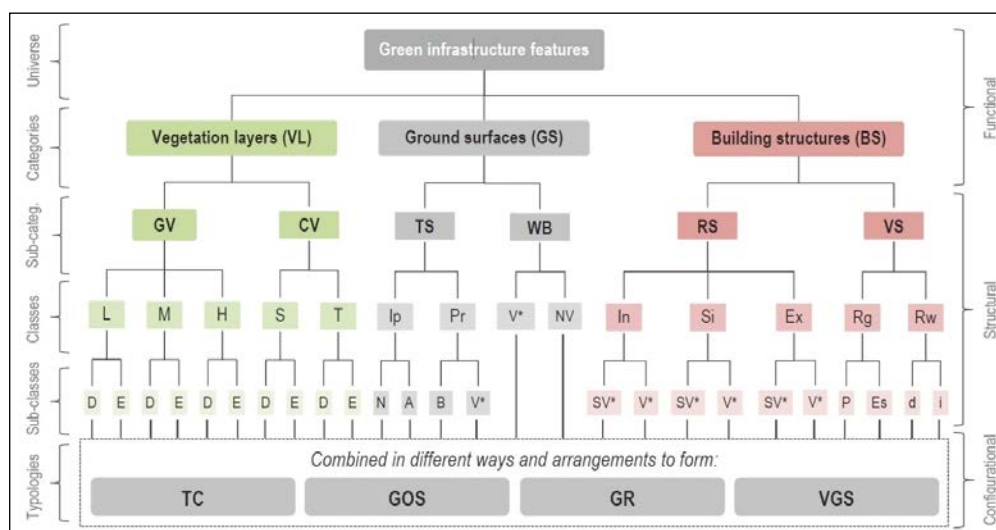 Universe
Green infrastructure features
Functional
Categories
Vegetation layers (VL) Ground surfaces (GS) Building structures (BS)
Sub-categ.
GV CV TS WB RS VS
Structural
Classes
L M H S T Ip Pr V* NV In Si Ex Rg Rw
Sub-classes
D E D E D E D E D E N A B V* SV* V* SV* V* SV* V* P Es d i
Typologies
Combined in different ways and arrangements to form:
Configurational
TC GOS GR VGS